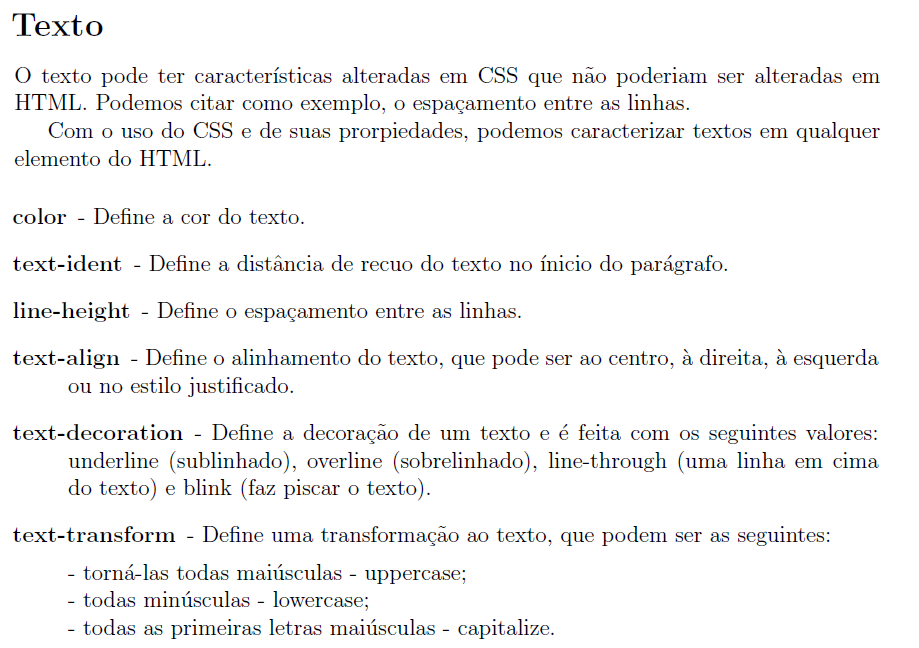 Texto
O texto pode ter características alteradas em CSS que não poderiam ser alteradas em
HTML. Podemos citar como exemplo, o espaçamento entre as linhas.
Com o uso do CSS e de suas prorpiedades, podemos caracterizar textos em qualquer
elemento do HTML.
color - Define a cor do texto.
text-ident - Define a distância de recuo do texto no ínicio do parágrafo.
line-height - Define o espaçamento entre as linhas.
text-align - Define o alinhamento do texto, que pode ser ao centro, à direita, à esquerda
ou no estilo justificado.
text-decoration - Define a decoração de um texto e é feita com os seguintes valores:
underline (sublinhado), overline (sobrelinhado), line-through (uma linha em cima
do texto) e blink (faz piscar o texto).
text-transform - Define uma transformação ao texto, que podem ser as seguintes:
- torná-las todas maiúsculas - uppercase;
- todas minúsculas - lowercase;
- todas as primeiras letras maiúsculas - capitalize.